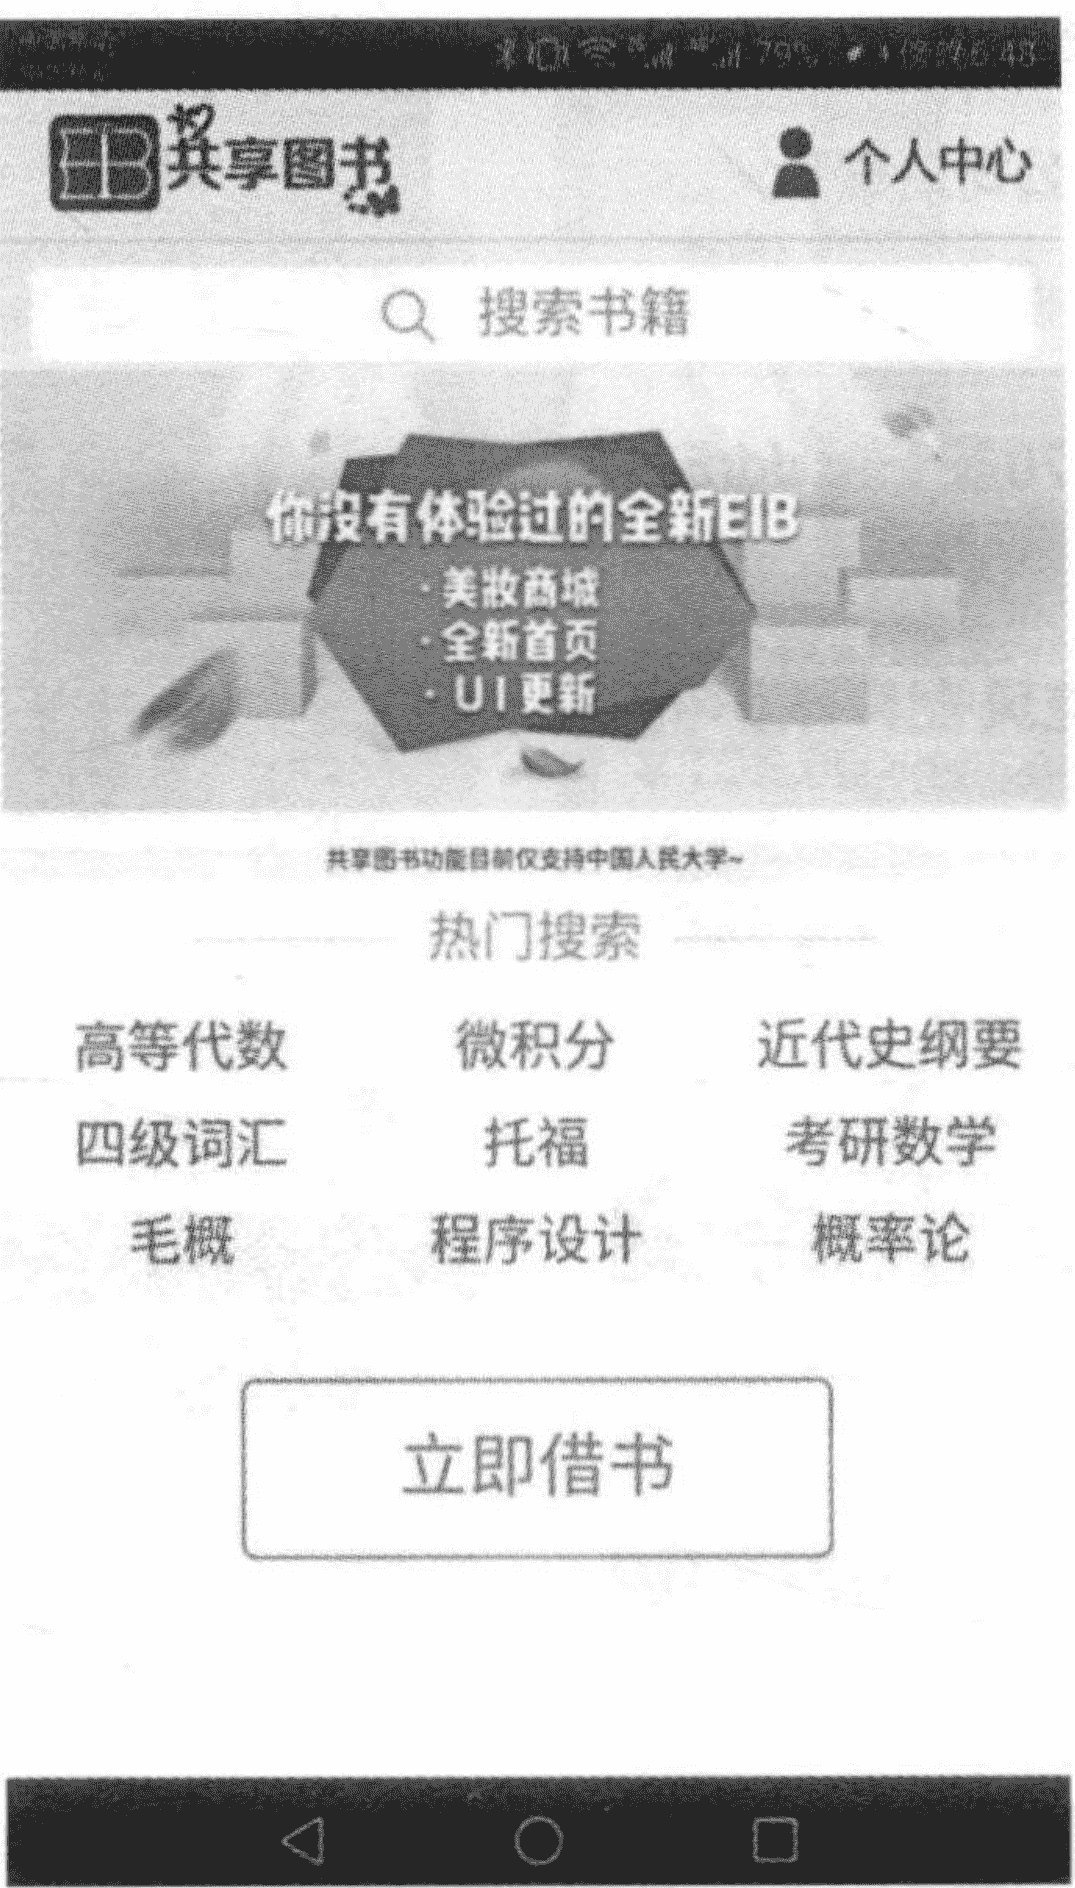 EIB 共享图书 个人中心
搜索书籍
你没有体验过的全新EIB
·美妝商城
·全新首页
·UI更新
共享图书功能目前仅支持中国人民大学~
热门搜索
高等代数 微积分 近代史纲要
四级词汇 托福 考研数学
毛概 程序设计 概率论
立即借书